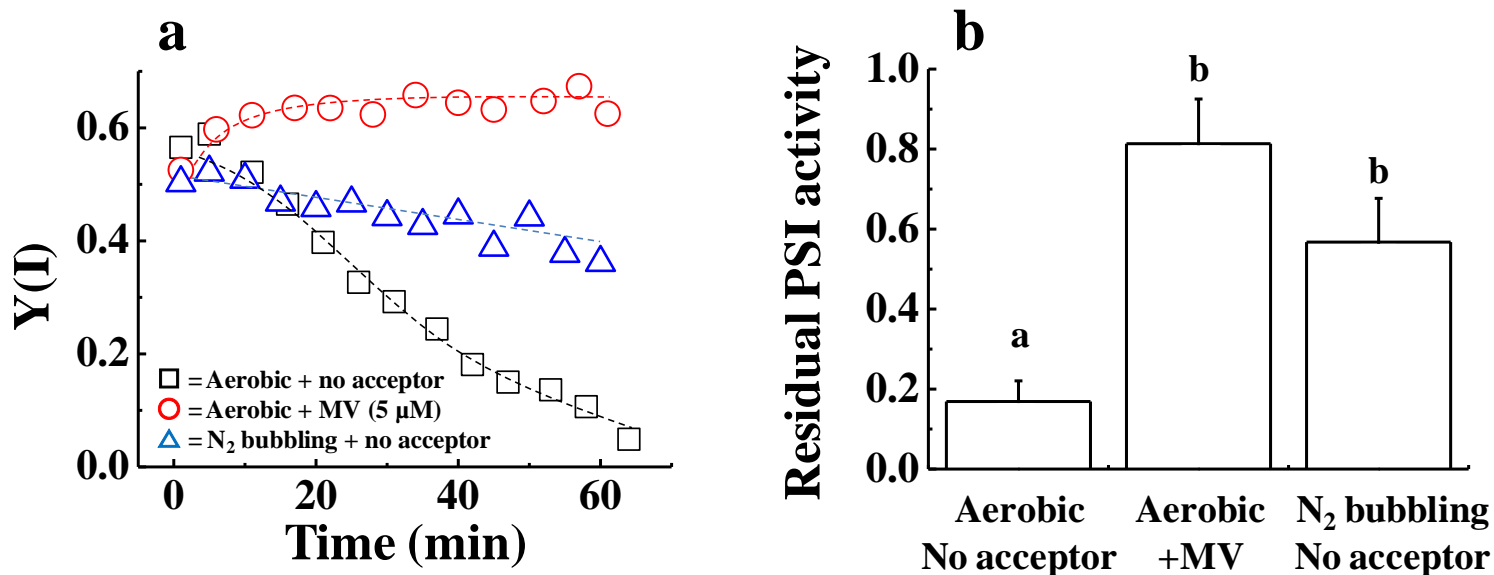 a
Y(I)
0.6
0.4
0.2
0.0
0 20 40 60
Time (min)
= Aerobic + no acceptor
= Aerobic + MV (5 µM)
= N₂ bubbling + no acceptor
b
Residual PSI activity
1.0
0.8
0.6
0.4
0.2
0.0
a
b
b
Aerobic
No acceptor
Aerobic
+MV
N₂ bubbling
No acceptor